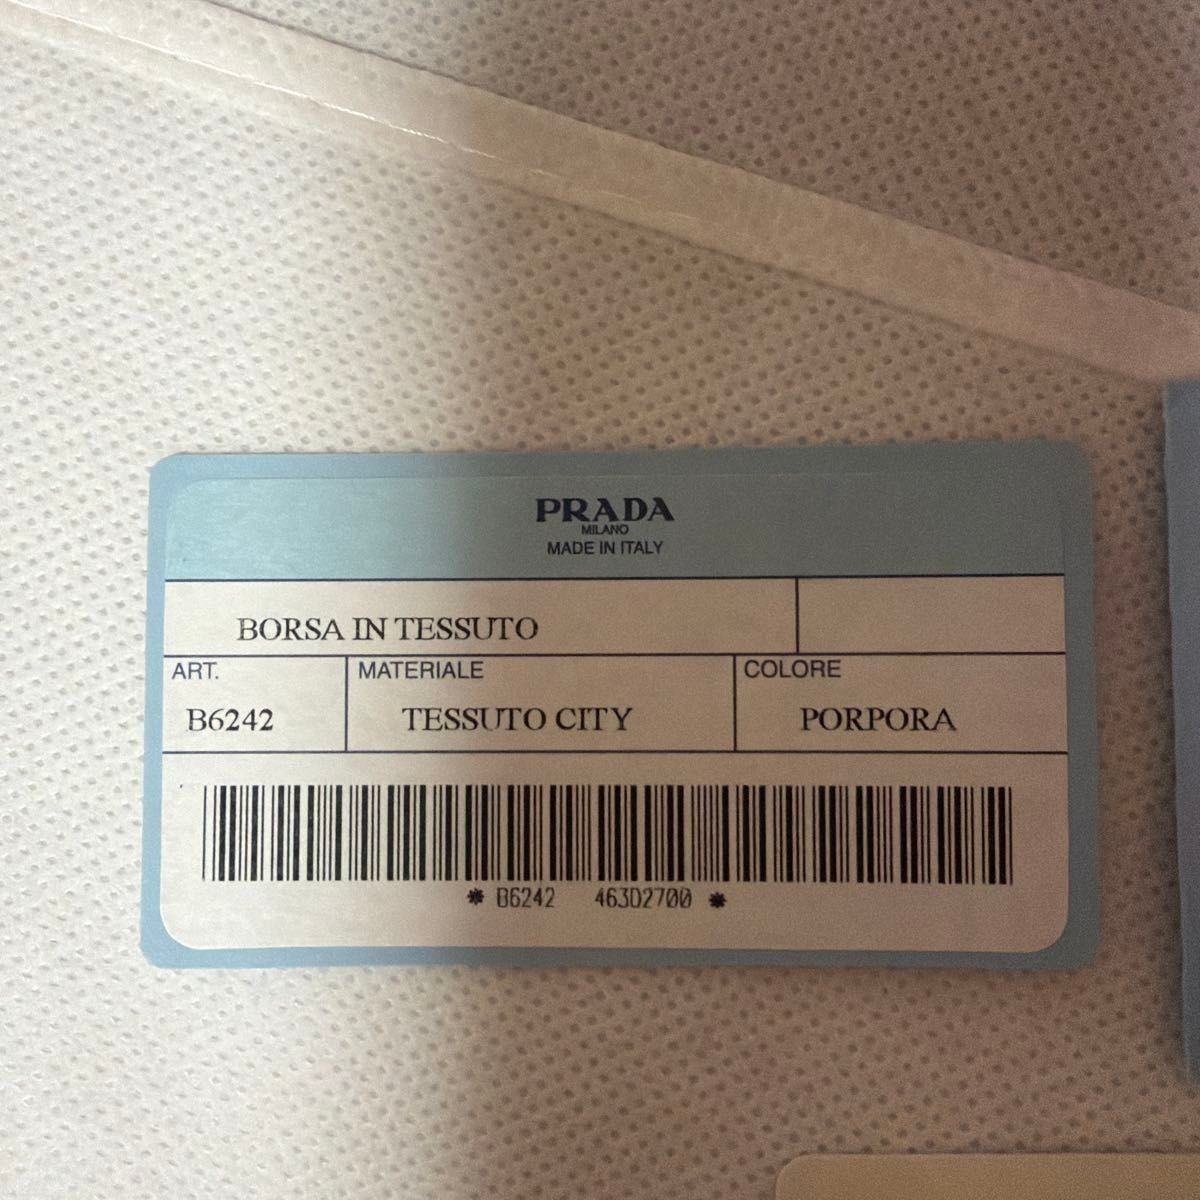 PRADA
MILANO
MADE IN ITALY
BORSA IN TESSUTO
ART. MATERIALE COLORE
B6242 TESSUTO CITY PORPORA
* B6242 463D2700 *